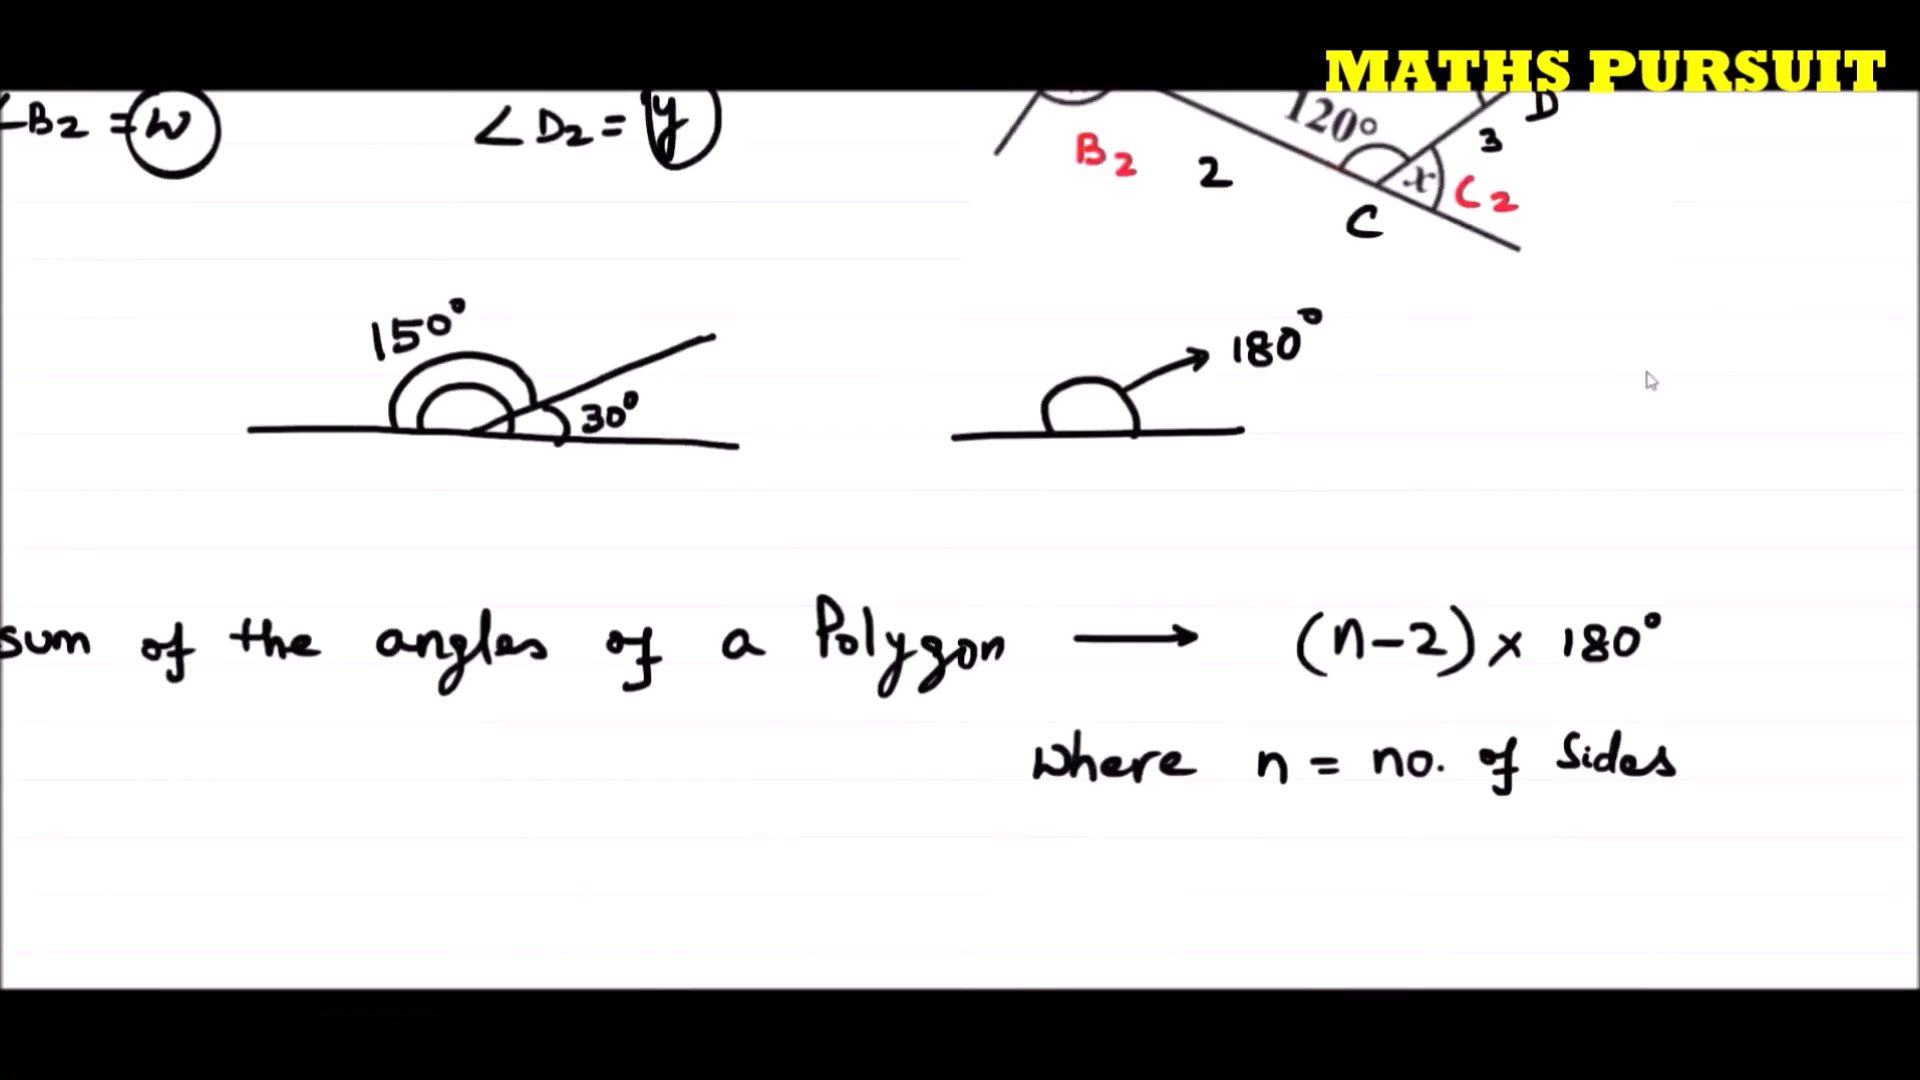 MATHS PURSUIT
∠B2 = w
∠D2 = y
120°
D
3
B2
2
x
C2
C
150°
30°
180°
sum of the angles of a Polygon → (n-2) × 180°
where n = no. of sides